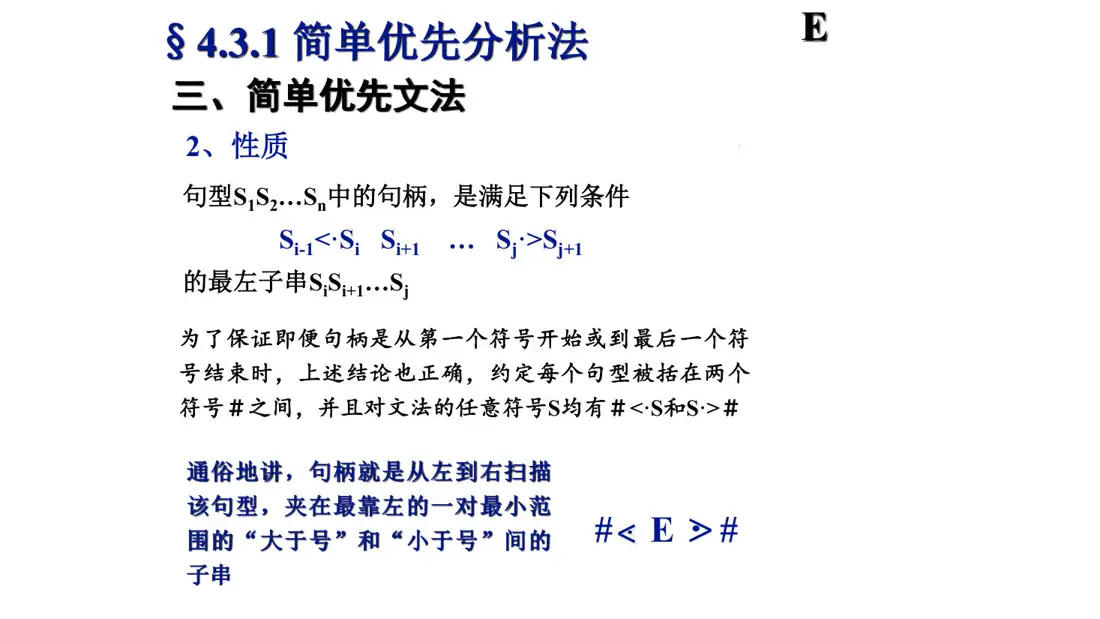 §4.3.1 简单优先分析法
E
三、简单优先文法
2、性质
句型S1S2…Sn中的句柄，是满足下列条件
Si-1<·Si Si+1 … Sj·>Sj+1
的最左子串SiSi+1…Sj
为了保证即便句柄是从第一个符号开始或到最后一个符
号结束时，上述结论也正确，约定每个句型被括在两个
符号＃之间，并且对文法的任意符号S均有＃<·S和S·>＃
通俗地讲，句柄就是从左到右扫描
该句型，夹在最靠左的一对最小范
围的“大于号”和“小于号”间的
子串
#⋖ E ⋗ #